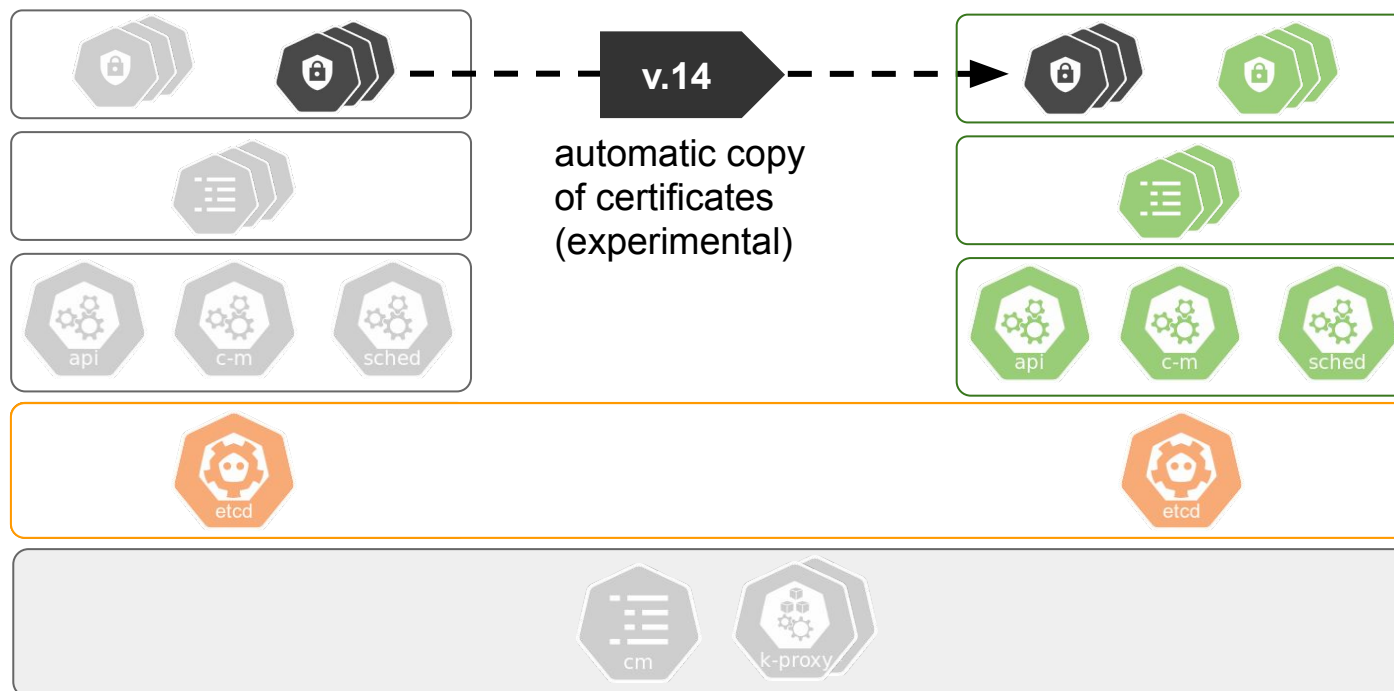 v.14
automatic copy
of certificates
(experimental)
api
c-m
sched
api
c-m
sched
etcd
etcd
cm
k-proxy